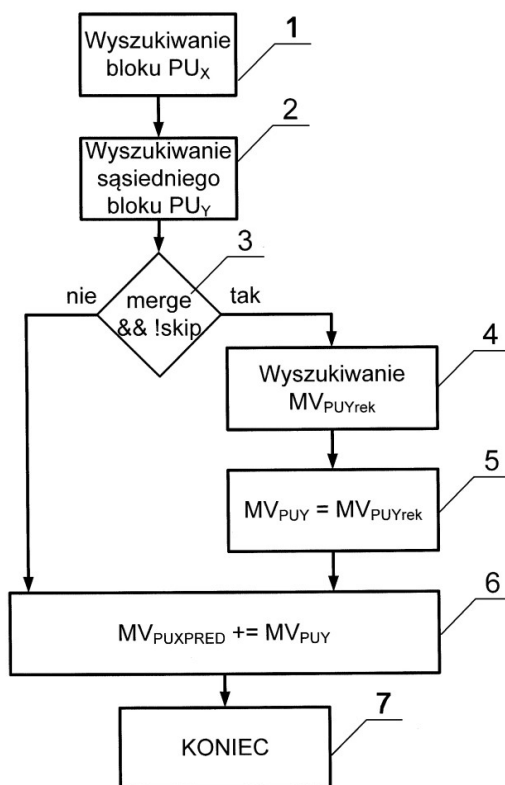 1
Wyszukiwanie
bloku PUX
2
Wyszukiwanie
sąsiedniego
bloku PUY
3
nie
merge
&& !skip
tak
4
Wyszukiwanie
MVPUYrek
5
MVPUY = MVPUYrek
6
MVPUXPRED += MVPUY
7
KONIEC